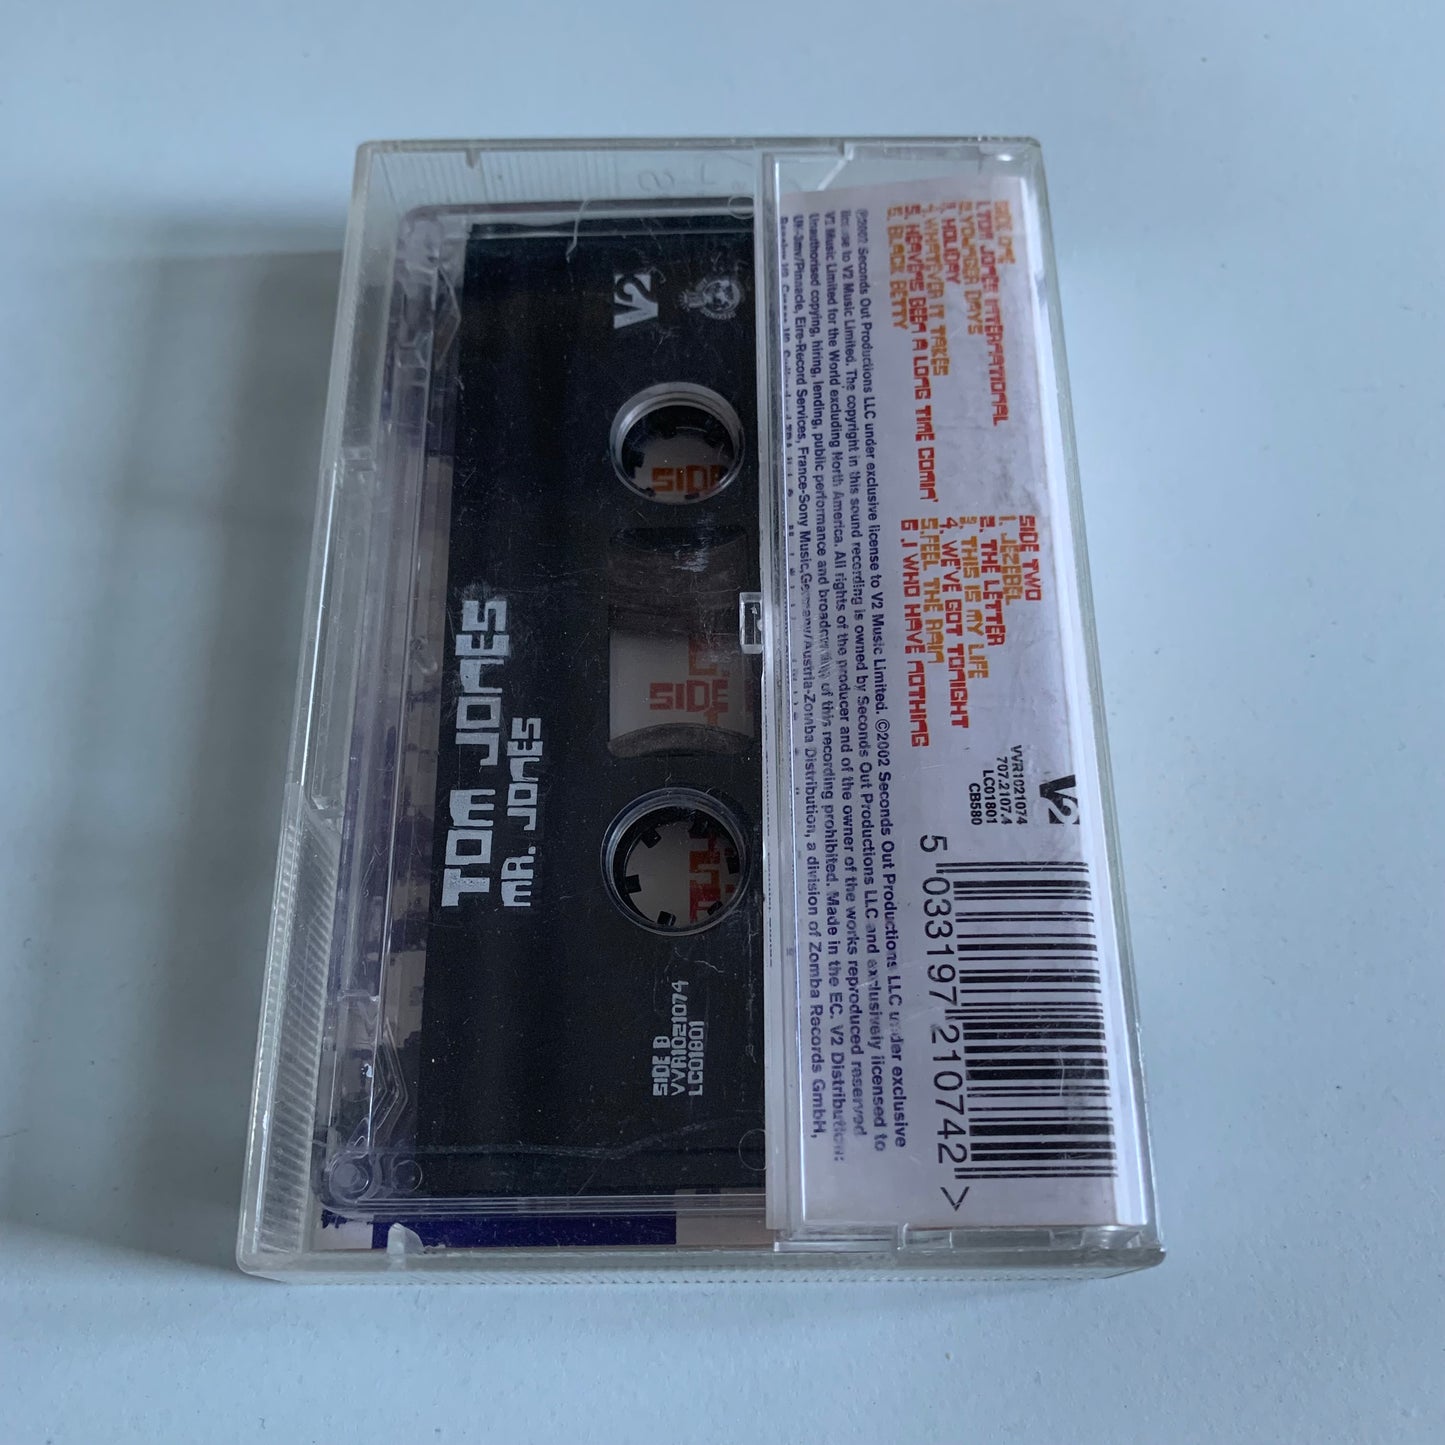 SIDE ONE
1. TOM JONES INTERNATIONAL
2. YOUNGER DAYS
3. HOLIDAY
4. WHATEVER IT TAKES
5. HEAVENS BEEN A LONG TIME COMIN'
6. BLACK BETTY
SIDE TWO
1. JEZEBEL
2. THE LETTER
3. THIS IS MY LIFE
4. WE'VE GOT TONIGHT
5. FEEL THE RAIN
6. I WHO HAVE NOTHING
V2
VVR1021074
707.2107.4
LC01801
CB580
5 033197 210742 >
℗2002 Seconds Out Productions LLC under exclusive license to V2 Music Limited. ©2002 Seconds Out Productions LLC under exclusive
license to V2 Music Limited. The copyright in this sound recording is owned by Seconds Out Productions LLC and exclusively licensed to
V2 Music Limited for the World excluding North America. All rights of the producer and of the owner of the works reproduced reserved
Unauthorised copying, hiring, lending, public performance and broadcasting of this recording prohibited. Made in the EC. V2 Distribution:
UK-3mv/Pinnacle, Eire-Record Services, France-Sony Music, Germany/Austria-Zomba Distribution, a division of Zomba Records GmbH,
V2
TOM JONES
MR. JONES
SIDE B
VVR1021074
LC01801
SIDE
SIDE